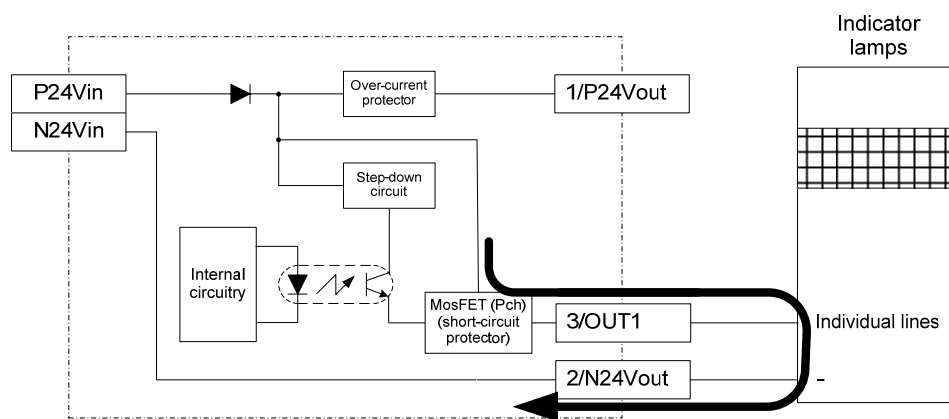 Indicator
lamps
P24Vin
Over-current
protector
1/P24Vout
N24Vin
Step-down
circuit
Internal
circuitry
MosFET (Pch)
(short-circuit
protector)
3/OUT1
Individual lines
2/N24Vout
-